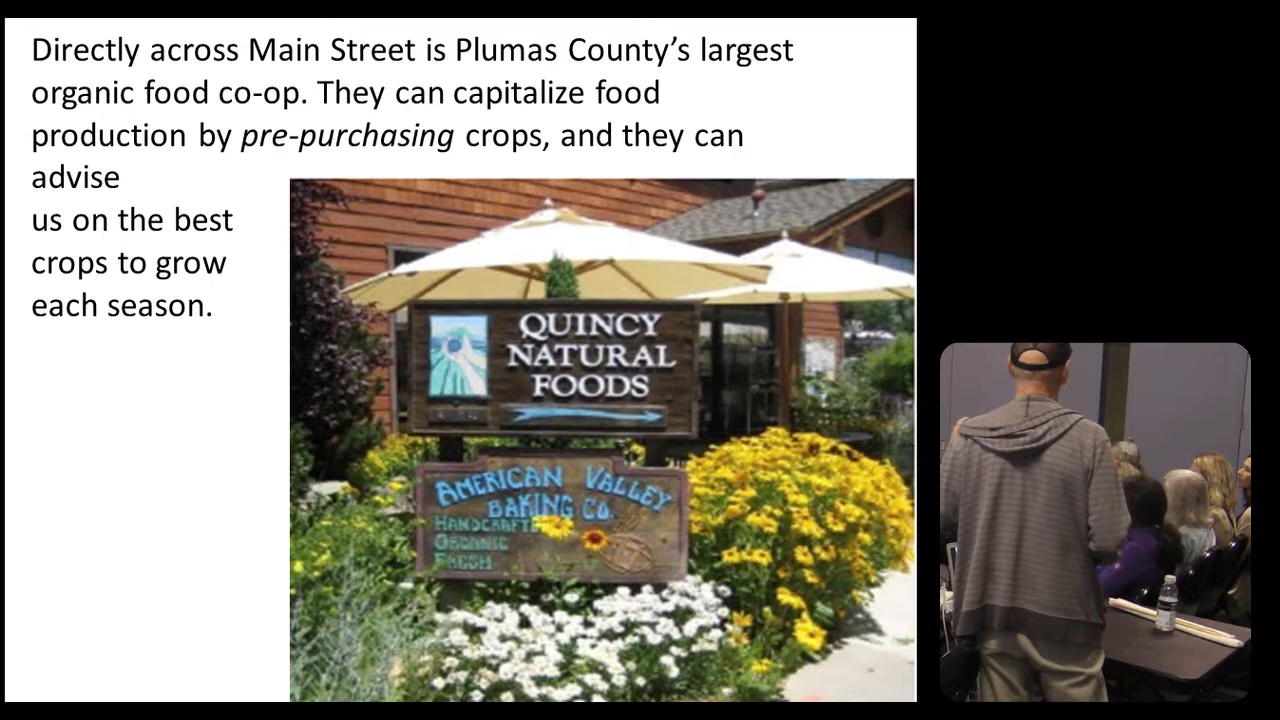 Directly across Main Street is Plumas County’s largest
organic food co-op. They can capitalize food
production by pre-purchasing crops, and they can
advise
us on the best
crops to grow
each season.
QUINCY
NATURAL
FOODS
AMERICAN VALLEY
BAKING CO.
ORGANIC
FRESH